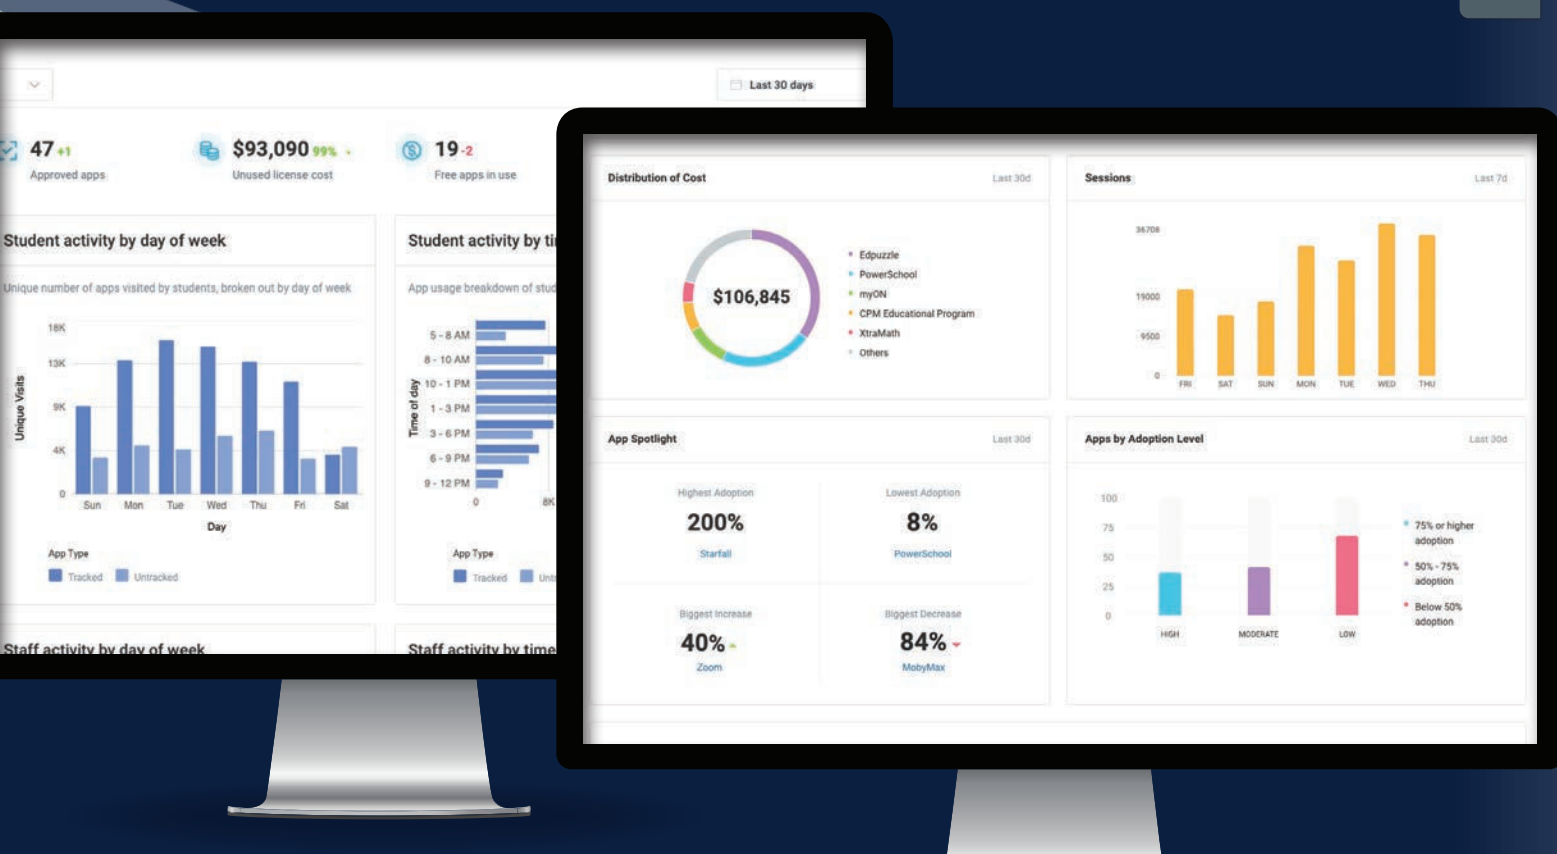 Last 30 days
47 +1
Approved apps
$93,090 99%
Unused license cost
19 -2
Free apps in use
Student activity by day of week
Unique number of apps visited by students, broken out by day of week
18K
13K
9K
4K
0
Unique Visits
Sun Mon Tue Wed Thu Fri Sat
Day
App Type
Tracked Untracked
Student activity by ti
App usage breakdown of stud
Time of day
5 - 8 AM
8 - 10 AM
10 - 1 PM
1 - 3 PM
3 - 6 PM
6 - 9 PM
9 - 12 PM
0 8K
App Type
Tracked Unt
Staff activity by day of week
Staff activity by time
Distribution of Cost Last 30d
$106,845
Edpuzzle
PowerSchool
myON
CPM Educational Program
XtraMath
Others
Sessions Last 7d
36708
19000
9500
0
FRI SAT SUN MON TUE WED THU
App Spotlight Last 30d
Highest Adoption
200%
Starfall
Lowest Adoption
8%
PowerSchool
Biggest Increase
40%
Zoom
Biggest Decrease
84%
MobyMax
Apps by Adoption Level Last 30d
100
75
50
25
0
HIGH MODERATE LOW
75% or higher
adoption
50% - 75%
adoption
Below 50%
adoption